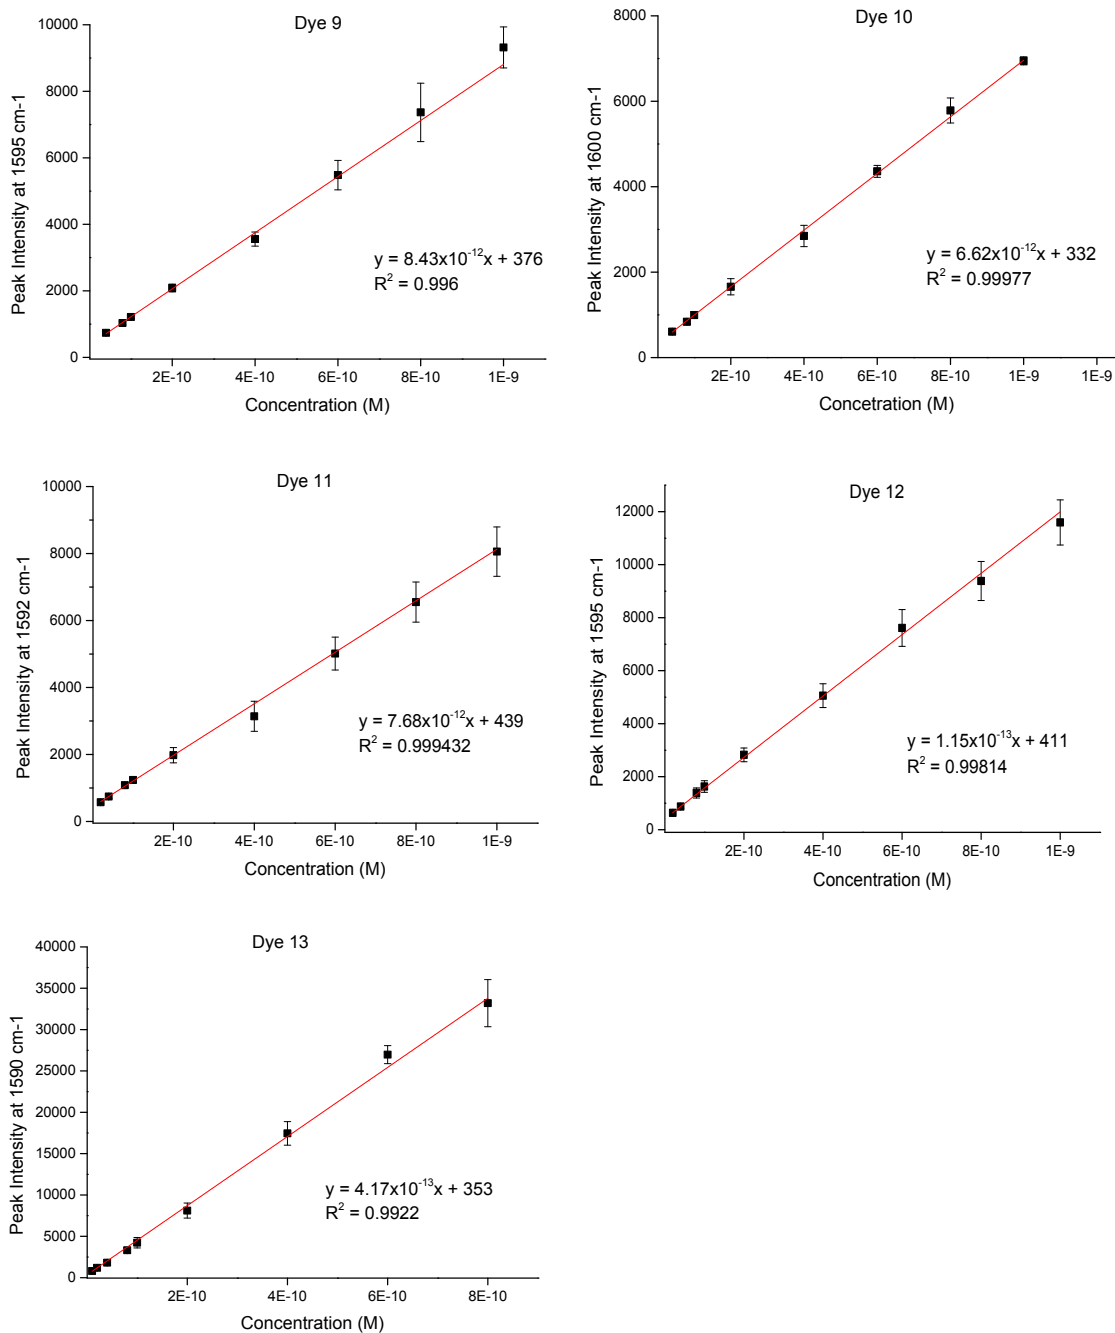 Dye 9
Peak Intensity at 1595 cm-1
10000
8000
6000
4000
2000
0
y = 8.43x10⁻¹²x + 376
R² = 0.996
2E-10 4E-10 6E-10 8E-10 1E-9
Concentration (M)
Dye 10
Peak Intensity at 1600 cm-1
8000
6000
4000
2000
0
y = 6.62x10⁻¹²x + 332
R² = 0.99977
2E-10 4E-10 6E-10 8E-10 1E-9 1E-9
Concetration (M)
Dye 11
Peak Intensity at 1592 cm-1
10000
8000
6000
4000
2000
0
y = 7.68x10⁻¹²x + 439
R² = 0.999432
2E-10 4E-10 6E-10 8E-10 1E-9
Concentration (M)
Dye 12
Peak Intensity at 1595 cm-1
12000
10000
8000
6000
4000
2000
0
y = 1.15x10⁻¹³x + 411
R² = 0.99814
2E-10 4E-10 6E-10 8E-10 1E-9
Concentration (M)
Dye 13
Peak Intensity at 1590 cm-1
40000
35000
30000
25000
20000
15000
10000
5000
0
y = 4.17x10⁻¹³x + 353
R² = 0.9922
2E-10 4E-10 6E-10 8E-10
Concentration (M)